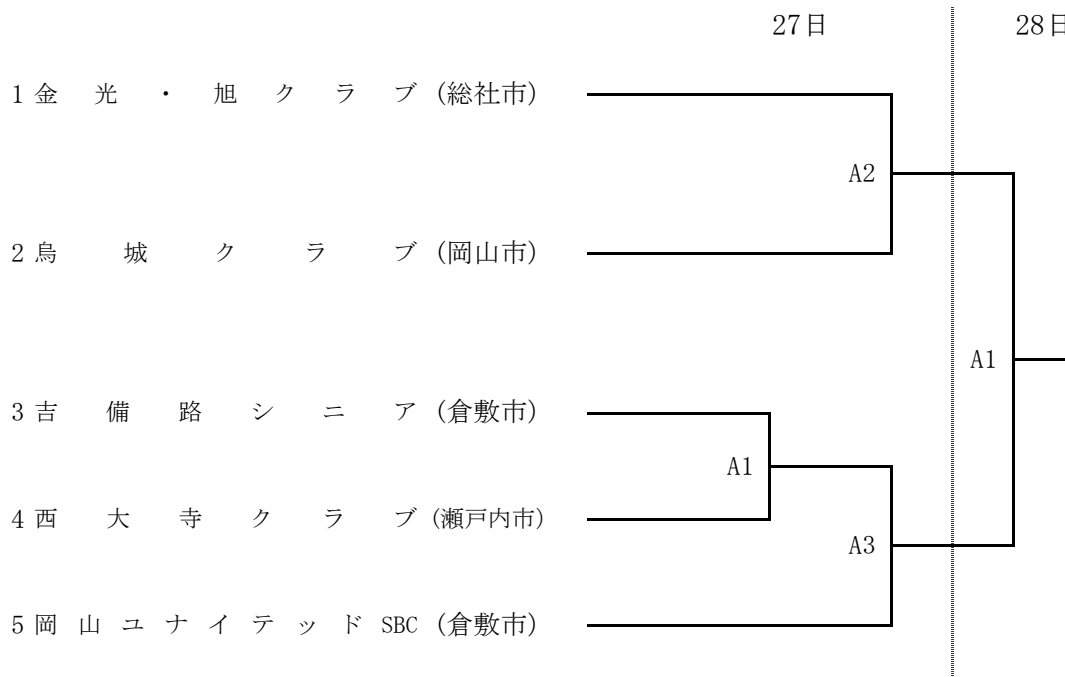 27日 28日
1 金光・旭クラブ (総社市)
A2
2 烏城クラブ (岡山市)
A1
3 吉備路シニア (倉敷市)
A1
4 西大寺クラブ (瀬戸内市)
A3
5 岡山ユナイテッドSBC (倉敷市)